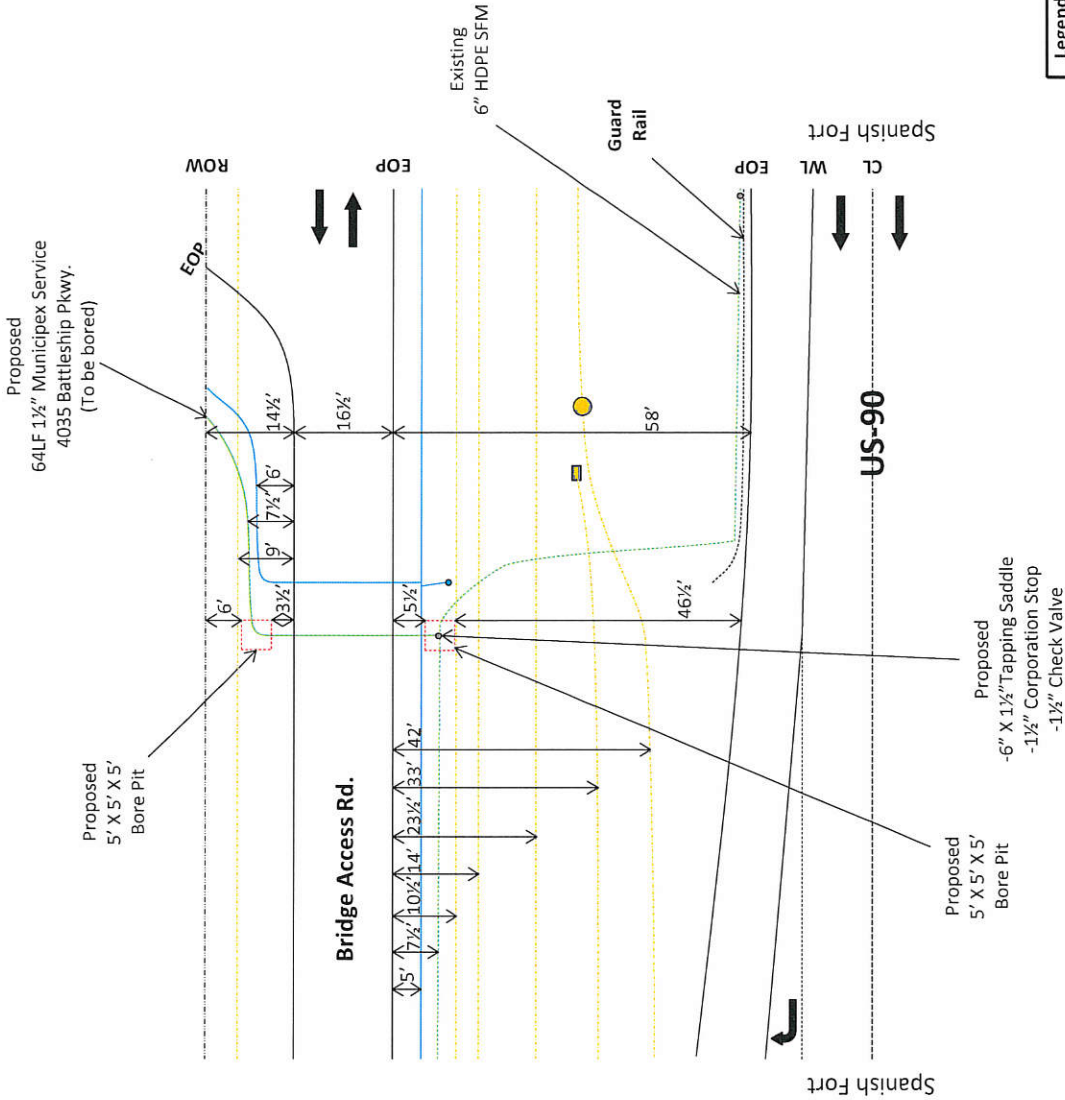 Proposed
64LF 1½" Municipex Service
4035 Battleship Pkwy.
(To be bored)
Existing
6" HDPE SFM
Guard
Rail
Legend
ROW
EOP
EOP
EOP
WL
CL
Spanish Fort
14½'
16½'
58'
6'
7½'
9'
6'
3½'
5½'
46½'
Proposed
5' X 5' X 5'
Bore Pit
Bridge Access Rd.
42'
33'
23½'
14'
10½'
7½'
5'
US-90
Proposed
-6" X 1½"Tapping Saddle
-1½" Corporation Stop
-1½" Check Valve
Proposed
5' X 5' X 5'
Bore Pit
Spanish Fort